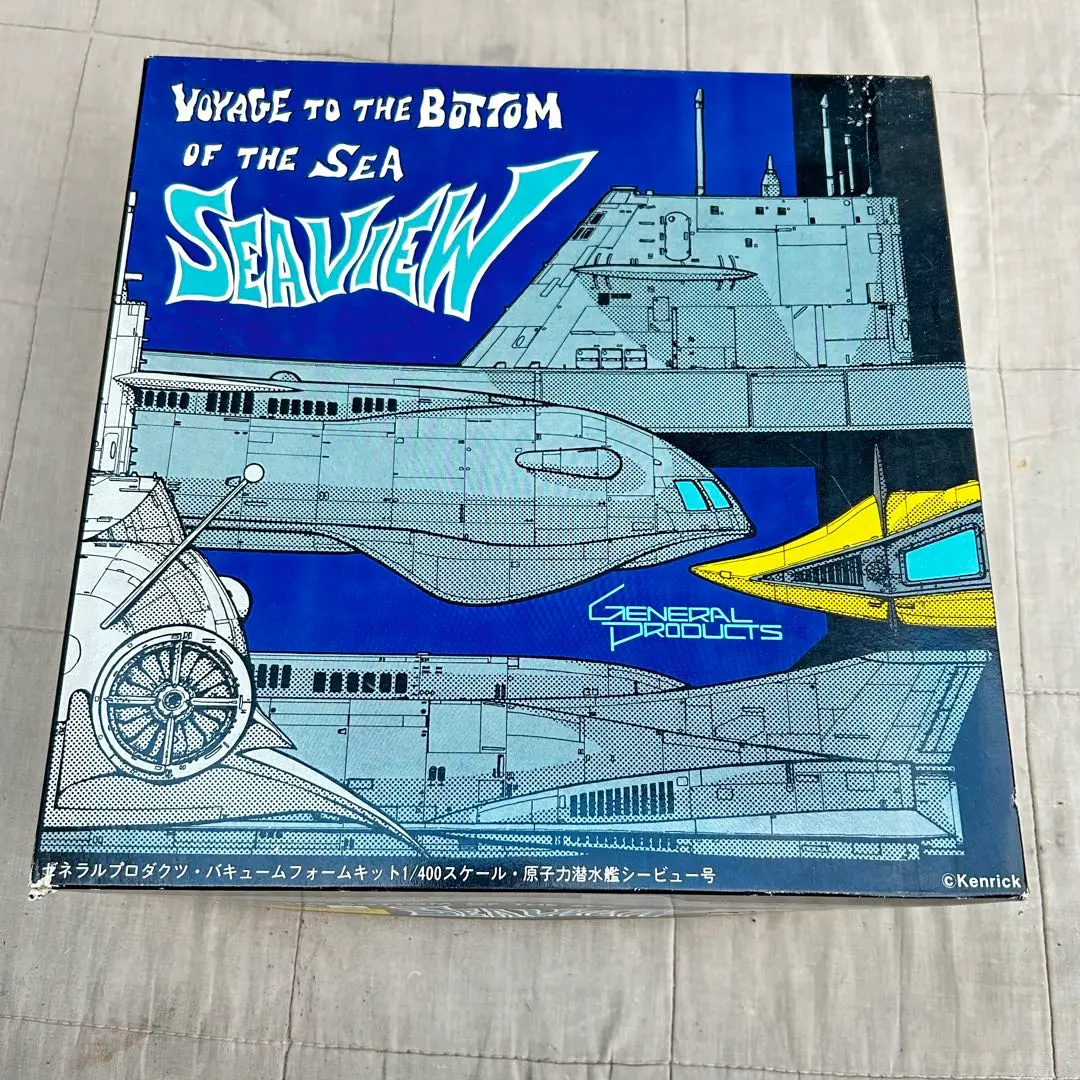 VOYAGE TO THE BOTTOM
OF THE SEA
SEAVIEW
GENERAL
PRODUCTS
ゼネラルプロダクツ・バキュームフォームキット1/400スケール・原子力潜水艦シービュー号
©Kenrick